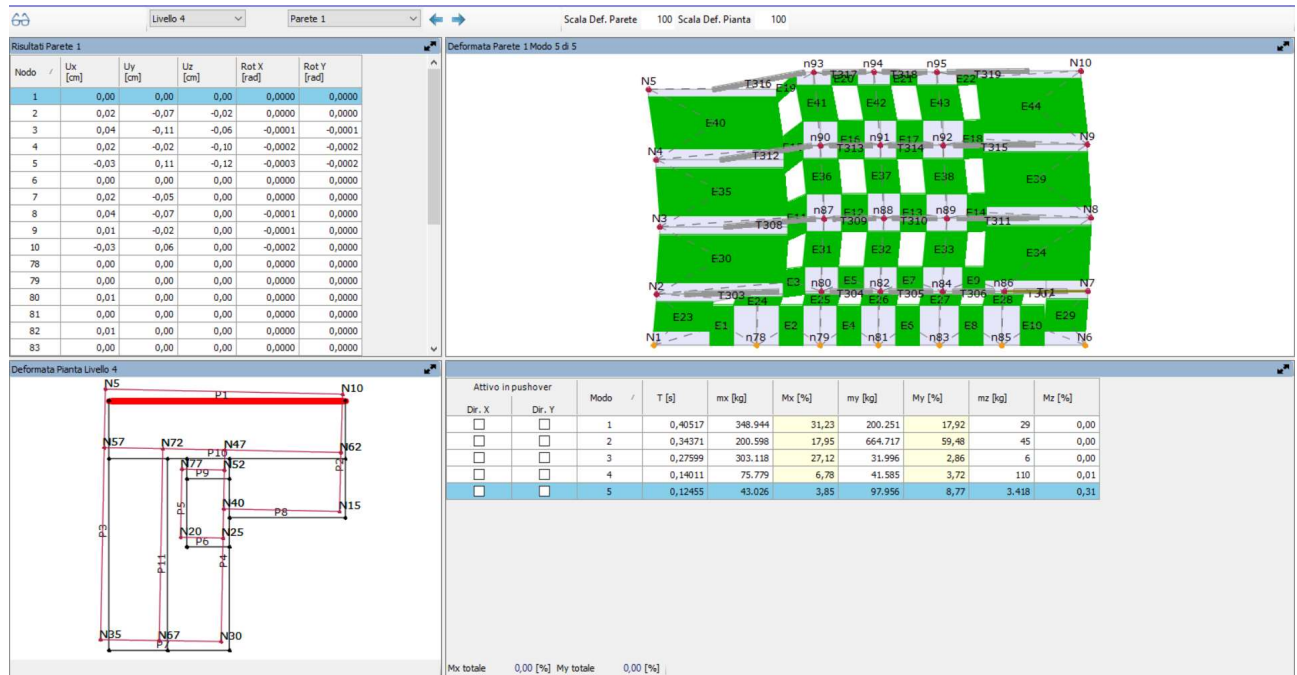 Livello 4 Parete 1 Scala Def. Parete 100 Scala Def. Pianta 100
Risultati Parete 1
Nodo / Ux [cm] Uy [cm] Uz [cm] Rot X [rad] Rot Y [rad]
1 0,00 0,00 0,00 0,0000 0,0000
2 0,02 -0,07 -0,02 0,0000 0,0000
3 0,04 -0,11 -0,06 -0,0001 -0,0001
4 0,02 -0,02 -0,10 -0,0002 -0,0002
5 -0,03 0,11 -0,12 -0,0003 -0,0002
6 0,00 0,00 0,00 0,0000 0,0000
7 0,02 -0,05 0,00 0,0000 0,0000
8 0,04 -0,07 0,00 -0,0001 0,0000
9 0,01 -0,02 0,00 -0,0001 0,0000
10 -0,03 0,06 0,00 -0,0002 0,0000
78 0,00 0,00 0,00 0,0000 0,0000
79 0,00 0,00 0,00 0,0000 0,0000
80 0,01 0,00 0,00 0,0000 0,0000
81 0,00 0,00 0,00 0,0000 0,0000
82 0,01 0,00 0,00 0,0000 0,0000
83 0,00 0,00 0,00 0,0000 0,0000
Deformata Parete 1 Modo 5 di 5
n93 n94 n95 N10
N5 T316 E19 T317 E20 T318 E21 E22 T319
E40 E41 E42 E43 E44
N4 T312 n90 E16 n91 E17 n92 E18 N9
T313 T314 T315
E35 E36 E37 E38 E39
N3 T308 n87 E12 n88 E13 n89 E14 N8
T309 T310 T311
E30 E31 E32 E33 E34
N2 T303 E3 n80 E5 n82 E7 n84 E9 n86 N7
E24 E25 T304 E26 T305 E27 T306 E28
E23 E1 E2 E4 E6 E8 E10 E29
N1 n78 n79 n81 n83 n85 N6
Deformata Pianta Livello 4
N5 N10
P1
N57 N72 N47 N62
P10 P2
N77 N52
P9
P5 N40 N15
P8
P3 N20 N25
P6
P11 P4
N35 N67 N30
P7
Attivo in pushover Modo / T [s] mx [kg] Mx [%] my [kg] My [%] mz [kg] Mz [%]
Dir. X Dir. Y
1 0,40517 348.944 31,23 200.251 17,92 29 0,00
2 0,34371 200.598 17,95 664.717 59,48 45 0,00
3 0,27599 303.118 27,12 31.996 2,86 6 0,00
4 0,14011 75.779 6,78 41.585 3,72 110 0,01
5 0,12455 43.026 3,85 97.956 8,77 3.418 0,31
Mx totale 0,00 [%] My totale 0,00 [%]